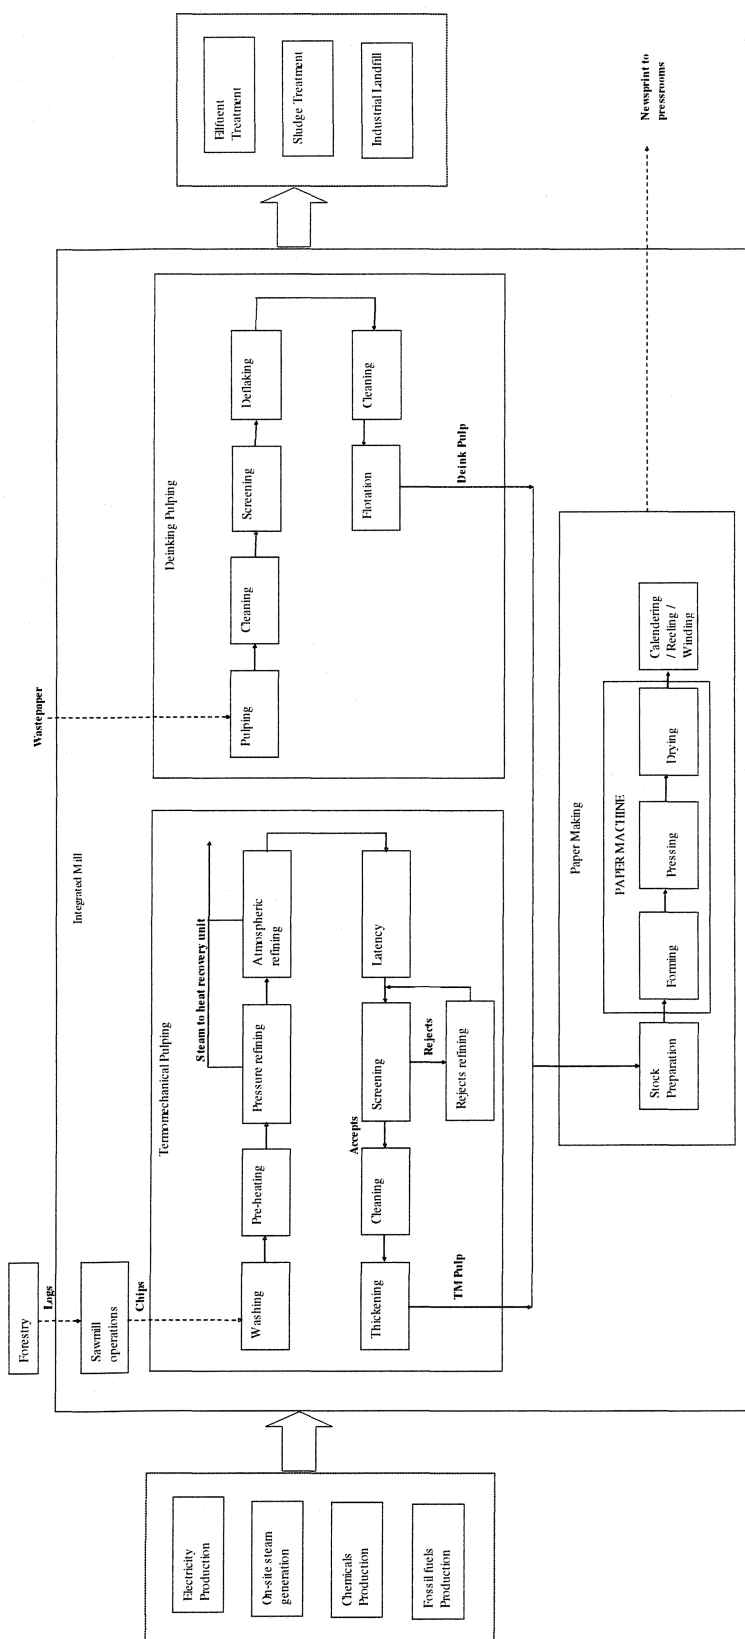 Forestry
Logs
Sawmill
operations
Chips
Integrated Mill
Wastepaper
Electricity
Production
On-site steam
generation
Chemicals
Production
Fossil fuels
Production
Termomechanical Pulping
Steam to heat recovery unit
Washing
Pre-heating
Pressure refining
Atmospheric
refining
Latency
Screening
Accepts
Rejects
Rejects refining
Cleaning
Thickening
TM Pulp
Deinking Pulping
Pulping
Cleaning
Screening
Deflaking
Cleaning
Flotation
Deink Pulp
Effluent
Treatment
Sludge Treatment
Industrial Landfill
Paper Making
PAPER MACHINE
Stock
Preparation
Forming
Pressing
Drying
Calendering
/ Reeling /
Winding
Newsprint to
pressrooms